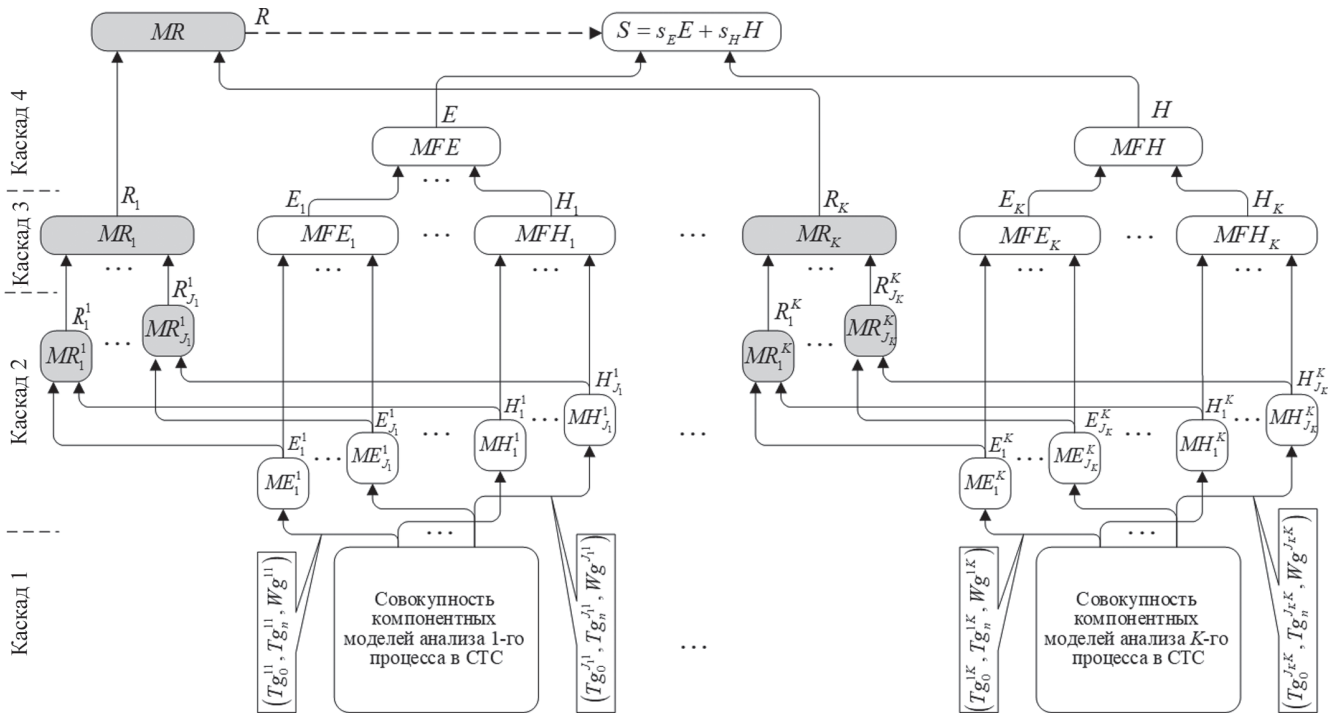 R
MR
S = s_E E + s_H H
Каскад 4
E
H
MFE
MFH
...
...
R_1
E_1
H_1
R_K
E_K
H_K
Каскад 3
MR_1
MFE_1
...
MFH_1
...
MR_K
MFE_K
...
MFH_K
...
...
...
...
...
...
R_1^1
R_{J_1}^1
R_1^K
R_{J_K}^K
Каскад 2
MR_1^1
...
MR_{J_1}^1
MR_1^K
...
MR_{J_K}^K
E_1^1
E_{J_1}^1
H_1^1
H_{J_1}^1
E_1^K
E_{J_K}^K
H_1^K
H_{J_K}^K
ME_1^1
...
ME_{J_1}^1
...
MH_1^1
...
MH_{J_1}^1
...
ME_1^K
...
ME_{J_K}^K
...
MH_1^K
...
MH_{J_K}^K
Каскад 1
...
...
(Tg_0^{11}, Tg_n^{11}, Wg^{11})
Совокупность
компонентных
моделей анализа 1-го
процесса в СТС
(Tg_0^{J_1 1}, Tg_n^{J_1 1}, Wg^{J_1 1})
...
(Tg_0^{1K}, Tg_n^{1K}, Wg^{1K})
Совокупность
компонентных
моделей анализа K-го
процесса в СТС
(Tg_0^{J_K K}, Tg_n^{J_K K}, Wg^{J_K K})